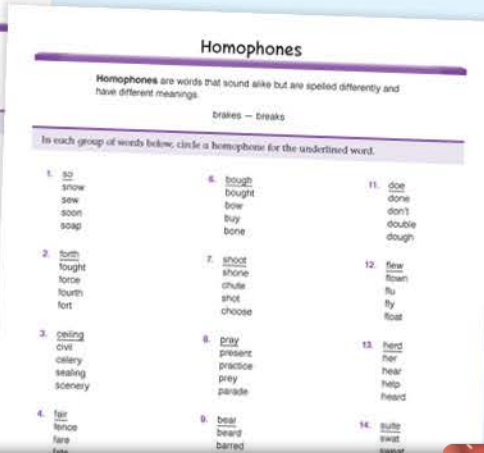 Homophones
Homophones are words that sound alike but are spelled differently and
have different meanings.
brakes — breaks
In each group of words below, circle a homophone for the underlined word.
1. so
snow
sew
soon
soap
2. forth
fought
force
fourth
fort
3. ceiling
civil
celery
sealing
scenery
4. fair
fence
fare
fate
6. bough
bought
bow
buy
bone
7. shoot
shone
chute
shot
choose
8. pray
present
practice
prey
parade
9. bear
beard
barred
11. doe
done
don't
double
dough
12. flew
flown
flu
fly
float
13. herd
her
hear
help
heard
14. suite
swat
sweat